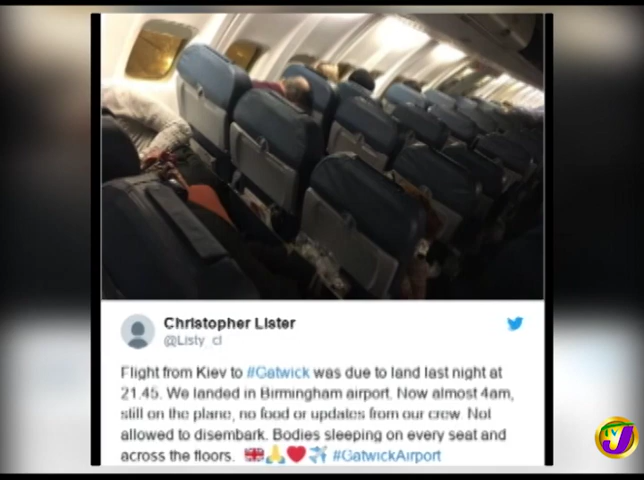 Christopher Lister
@Listy_cl
Flight from Kiev to #Gatwick was due to land last night at
21.45. We landed in Birmingham airport. Now almost 4am,
still on the plane, no food or updates from our crew. Not
allowed to disembark. Bodies sleeping on every seat and
across the floors. 🇬🇧🙏❤️✈️ #GatwickAirport
TVJ